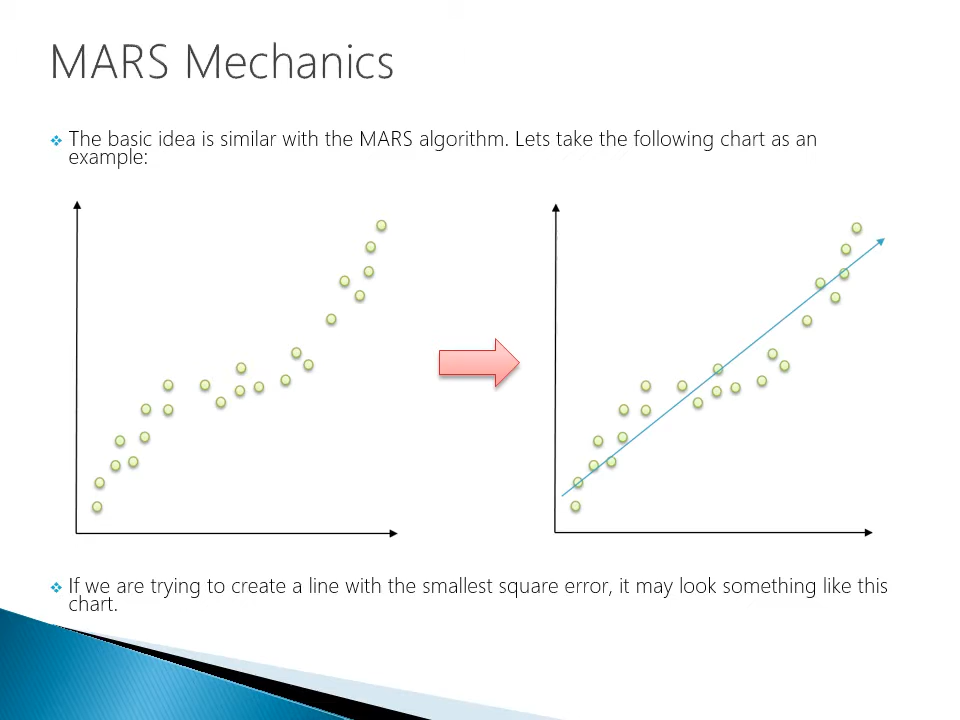 MARS Mechanics
The basic idea is similar with the MARS algorithm. Lets take the following chart as an
example:
If we are trying to create a line with the smallest square error, it may look something like this
chart.